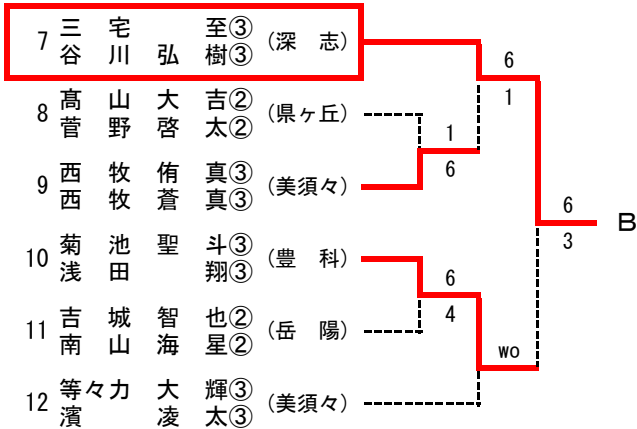 7 三宅 至③ (深 志)
谷川弘樹③
6
1
8 髙山大吉② (県ヶ丘)
菅野啓太②
1
6
9 西牧侑真③ (美須々)
西牧蒼真③
6
3
B
10 菊池聖斗③ (豊 科)
浅田 翔③
6
4
11 吉城智也② (岳 陽)
南山海星②
wo
12 等々力大輝③ (美須々)
濱 凌太③